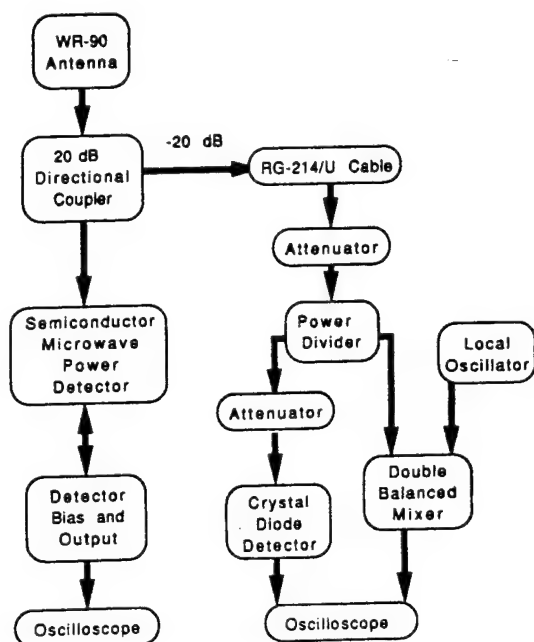 WR-90
Antenna
-20 dB
20 dB
Directional
Coupler
RG-214/U Cable
Attenuator
Semiconductor
Microwave
Power
Detector
Power
Divider
Local
Oscillator
Attenuator
Detector
Bias and
Output
Crystal
Diode
Detector
Double
Balanced
Mixer
Oscilloscope
Oscilloscope